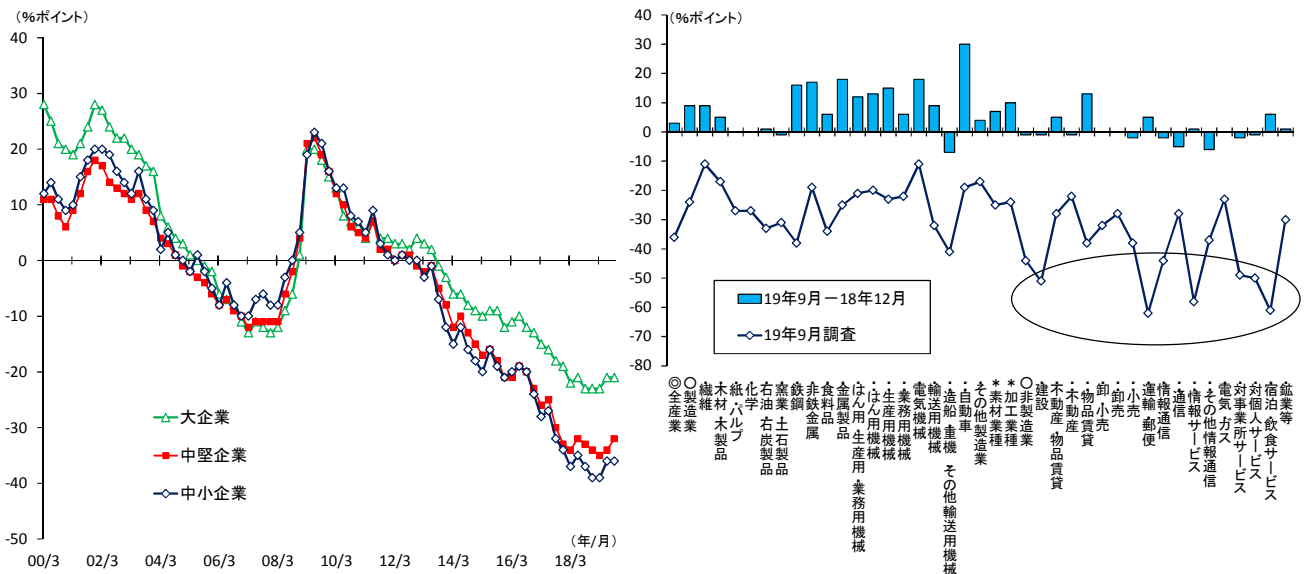 (%ポイント)
40
30
20
10
0
-10
-20
-30
-40
-50
00/3
02/3
04/3
06/3
08/3
10/3
12/3
14/3
16/3
18/3
(年/月)
大企業
中堅企業
中小企業
(%ポイント)
40
30
20
10
0
-10
-20
-30
-40
-50
-60
-70
-80
19年9月-18年12月
19年9月調査
◎全産業
○製造業
繊維
木材・木製品
紙・パルプ
化学
石油・石炭製品
窯業・土石製品
鉄鋼
非鉄金属
食料品
金属製品
はん用・生産用・業務用機械
・はん用機械
・生産用機械
・業務用機械
電気機械
輸送用機械
・造船・重機、その他輸送用機械
・自動車
その他製造業
*素材業種
*加工業種
○非製造業
建設
不動産・物品賃貸
・不動産
・物品賃貸
卸・小売
・卸売
・小売
運輸・郵便
情報通信
・通信
・情報サービス
・その他情報通信
電気・ガス
対事業所サービス
対個人サービス
宿泊・飲食サービス
鉱業等